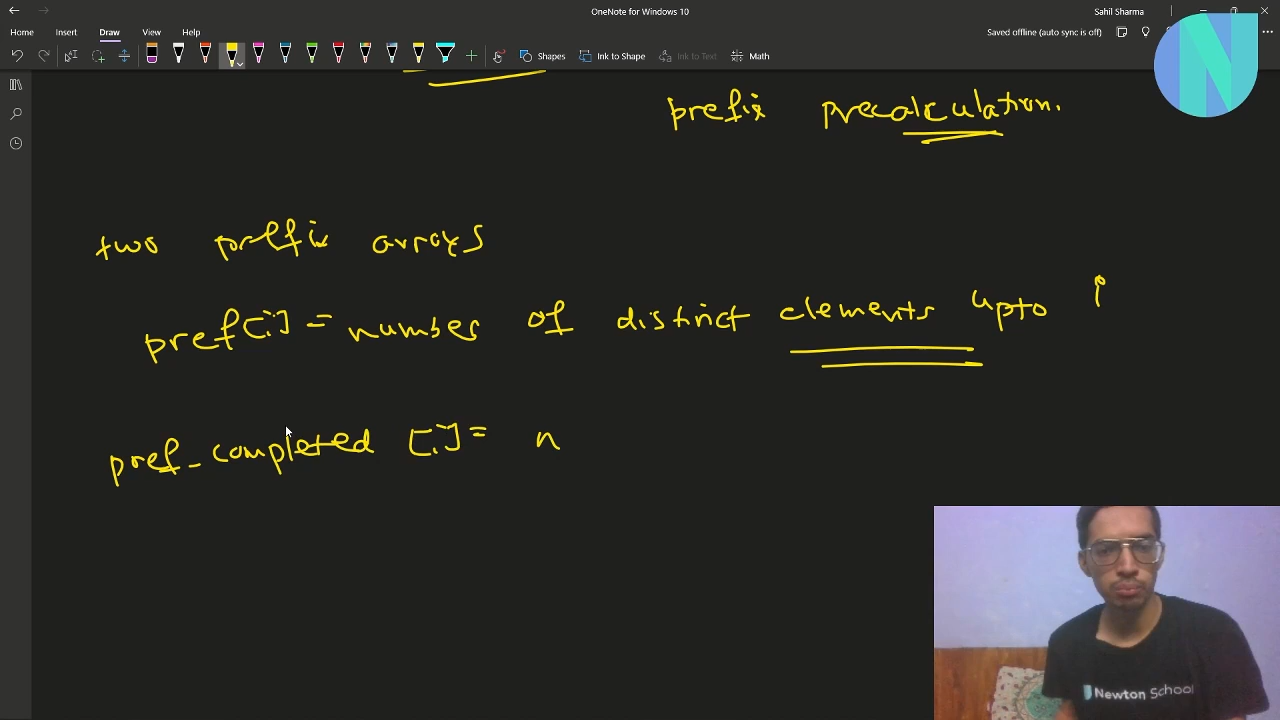 OneNote for Windows 10
Sahil Sharma
Home Insert Draw View Help
Saved offline (auto sync is off)
Shapes Ink to Shape Ink to Text Math
prefix precalculation.
two prefix arrays
pref[i] = number of distinct elements upto i
pref_completed [i] = n
Newton School